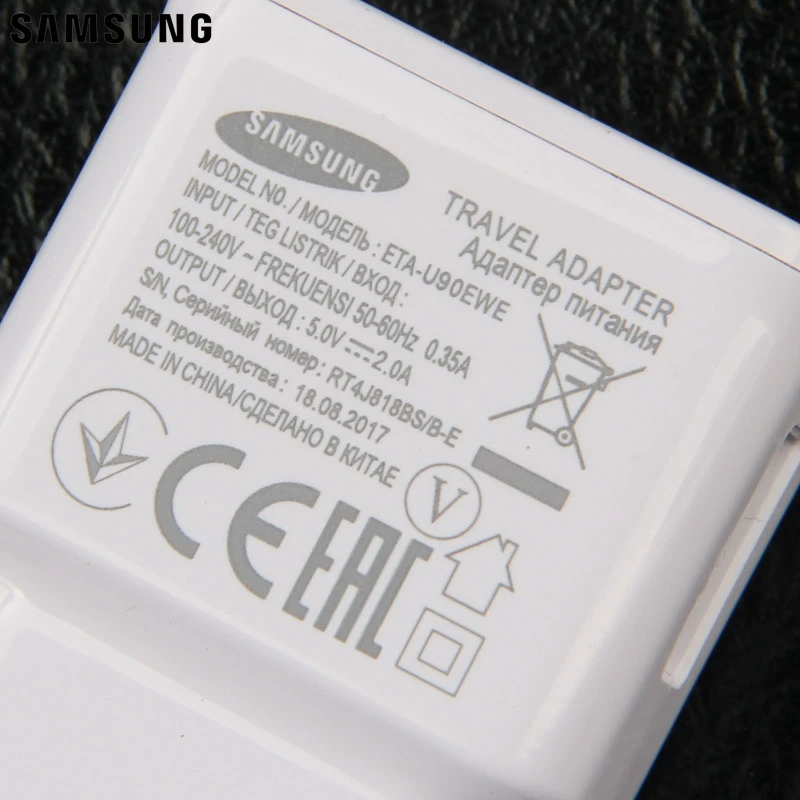 SAMSUNG
SAMSUNG
TRAVEL ADAPTER
Адаптер питания
MODEL NO. / МОДЕЛЬ : ETA-U90EWE
INPUT / TEG LISTRIK / ВХОД :
100-240V ~ FREKUENSI 50-60Hz 0.35A
OUTPUT / ВЫХОД : 5.0V ⎓ 2.0A
S/N, Серийный номер: RT4J818BS/B-E
Дата производства: 18.08.2017
MADE IN CHINA/СДЕЛАНО В КИТАЕ
V
CE EAC